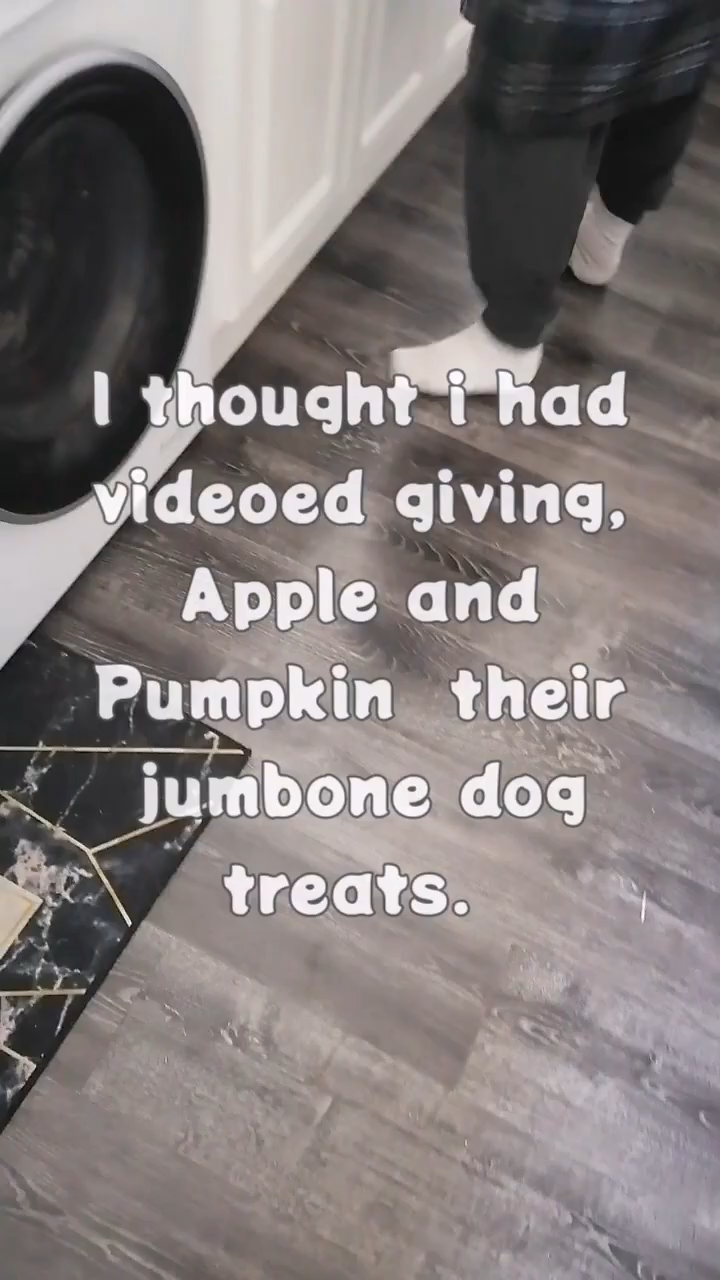 I thought i had
videoed giving,
Apple and
Pumpkin their
jumbone dog
treats.